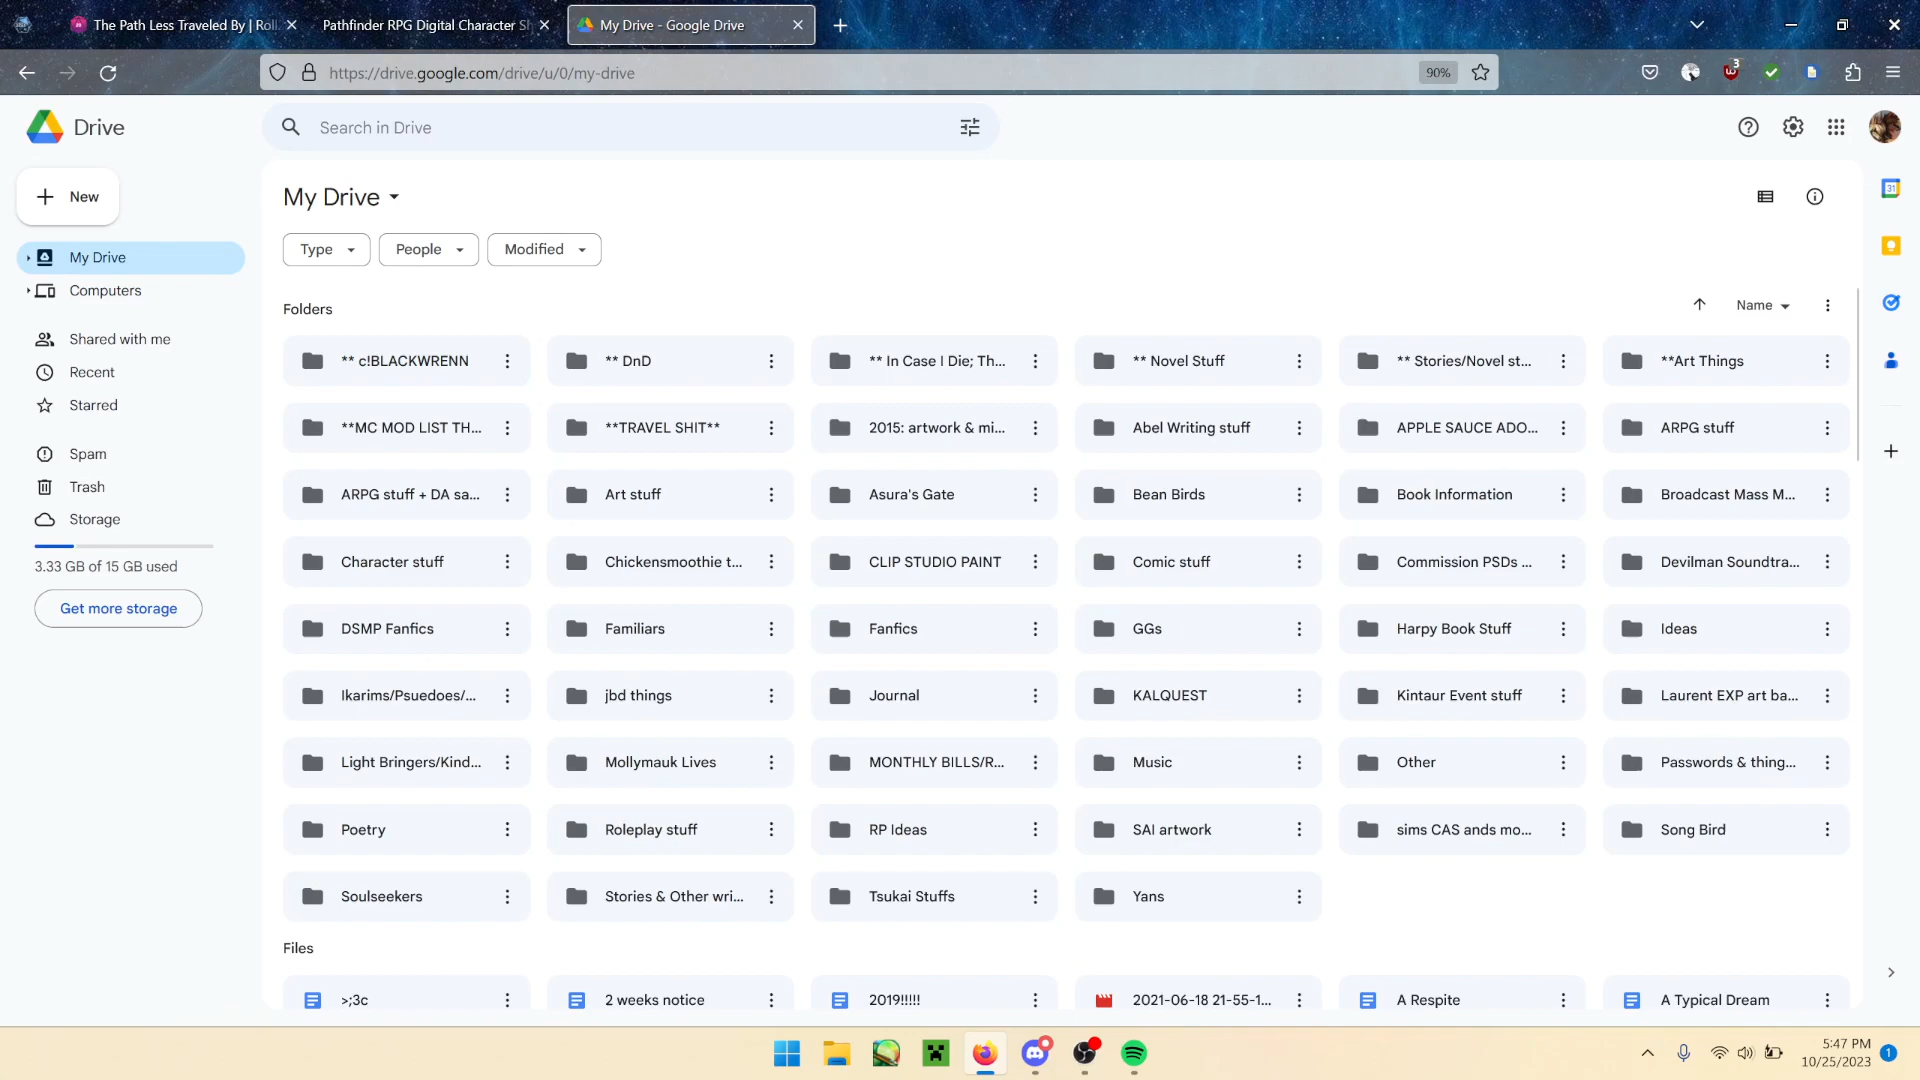 The Path Less Traveled By | Roll
Pathfinder RPG Digital Character Sh
My Drive - Google Drive
https://drive.google.com/drive/u/0/my-drive
90%
3
Drive
Search in Drive
New
My Drive
Computers
Shared with me
Recent
Starred
Spam
Trash
Storage
3.33 GB of 15 GB used
Get more storage
My Drive
Type
People
Modified
Folders
Name
** c!BLACKWRENN
** DnD
** In Case I Die; Th...
** Novel Stuff
** Stories/Novel st...
**Art Things
**MC MOD LIST TH...
**TRAVEL SHIT**
2015: artwork & mi...
Abel Writing stuff
APPLE SAUCE ADO...
ARPG stuff
ARPG stuff + DA sa...
Art stuff
Asura's Gate
Bean Birds
Book Information
Broadcast Mass M...
Character stuff
Chickensmoothie t...
CLIP STUDIO PAINT
Comic stuff
Commission PSDs ...
Devilman Soundtra...
DSMP Fanfics
Familiars
Fanfics
GGs
Harpy Book Stuff
Ideas
Ikarims/Psuedoes/...
jbd things
Journal
KALQUEST
Kintaur Event stuff
Laurent EXP art ba...
Light Bringers/Kind...
Mollymauk Lives
MONTHLY BILLS/R...
Music
Other
Passwords & thing...
Poetry
Roleplay stuff
RP Ideas
SAI artwork
sims CAS ands mo...
Song Bird
Soulseekers
Stories & Other wri...
Tsukai Stuffs
Yans
Files
>;3c
2 weeks notice
2019!!!!!
2021-06-18 21-55-1...
A Respite
A Typical Dream
31
5:47 PM
10/25/2023
1